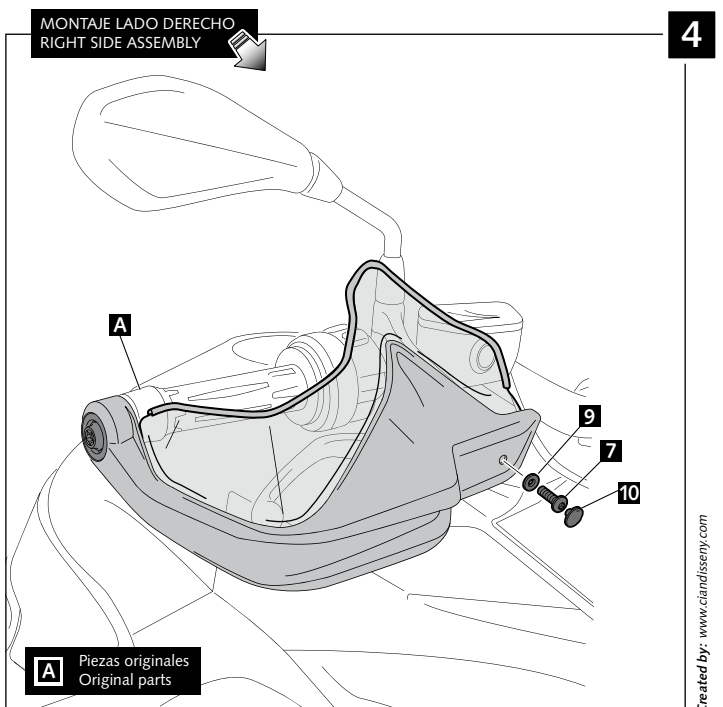 MONTAJE LADO DERECHO
RIGHT SIDE ASSEMBLY
4
A
9
7
10
A
Piezas originales
Original parts
Created by: www.ciandisseny.com